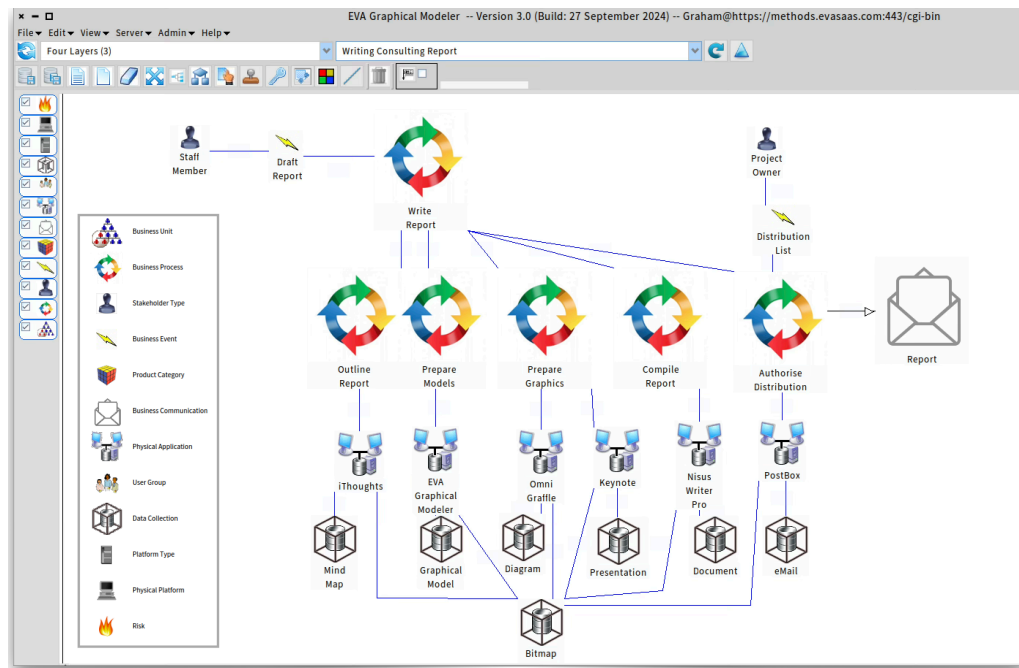 EVA Graphical Modeler -- Version 3.0 (Build: 27 September 2024) -- Graham@https://methods.evasaas.com:443/cgi-bin
File Edit View Server Admin Help
Four Layers (3)
Writing Consulting Report
Staff
Member
Draft
Report
Write
Report
Project
Owner
Distribution
List
Business Unit
Business Process
Stakeholder Type
Business Event
Product Category
Business Communication
Physical Application
User Group
Data Collection
Platform Type
Physical Platform
Risk
Outline
Report
Prepare
Models
Prepare
Graphics
Compile
Report
Authorise
Distribution
Report
iThoughts
EVA
Graphical
Modeler
Omni
Graffle
Keynote
Nisus
Writer
Pro
PostBox
Mind
Map
Graphical
Model
Diagram
Presentation
Document
eMail
Bitmap